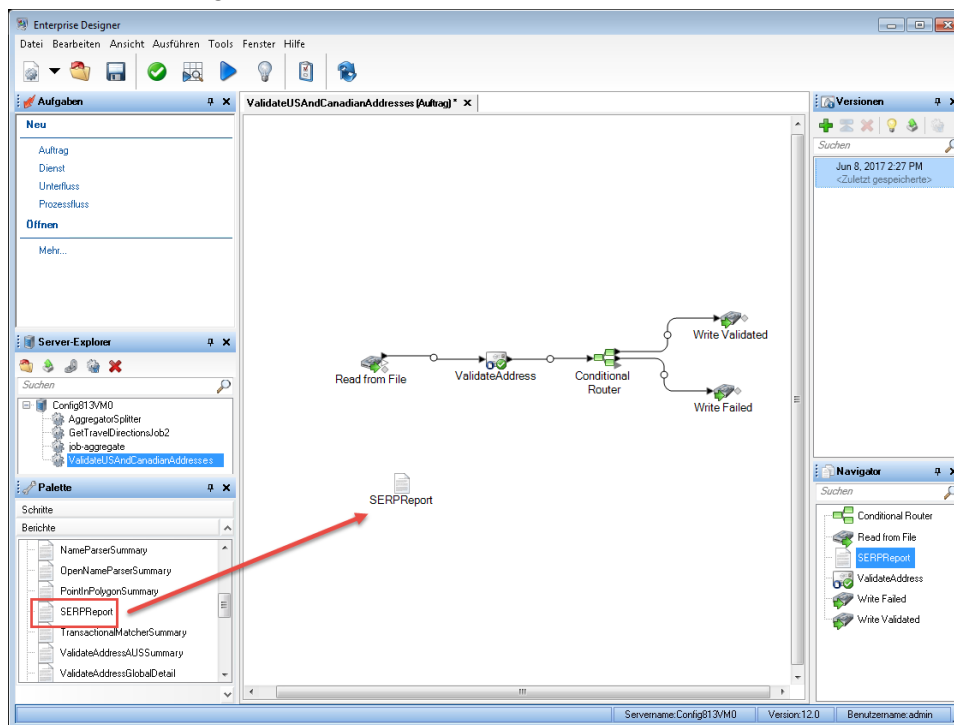 Enterprise Designer
Datei Bearbeiten Ansicht Ausführen Tools Fenster Hilfe
Aufgaben
Neu
Auftrag
Dienst
Unterfluss
Prozessfluss
Öffnen
Mehr...
Server-Explorer
Suchen
Config813VM0
AggregatorSplitter
GetTravelDirectionsJob2
job-aggregate
ValidateUSAndCanadianAddresses
Palette
Schritte
Berichte
NameParserSummary
OpenNameParserSummary
PointInPolygonSummary
SERPReport
TransactionalMatcherSummary
ValidateAddressAUSSummary
ValidateAddressGlobalDetail
ValidateUSAndCanadianAddresses (Auftrag) *
Read from File
ValidateAddress
Conditional
Router
Write Validated
Write Failed
SERPReport
Versionen
Suchen
Jun 8, 2017 2:27 PM
<Zuletzt gespeicherte>
Navigator
Suchen
Conditional Router
Read from File
SERPReport
ValidateAddress
Write Failed
Write Validated
Servername:Config813VM0 Version:12.0 Benutzername:admin